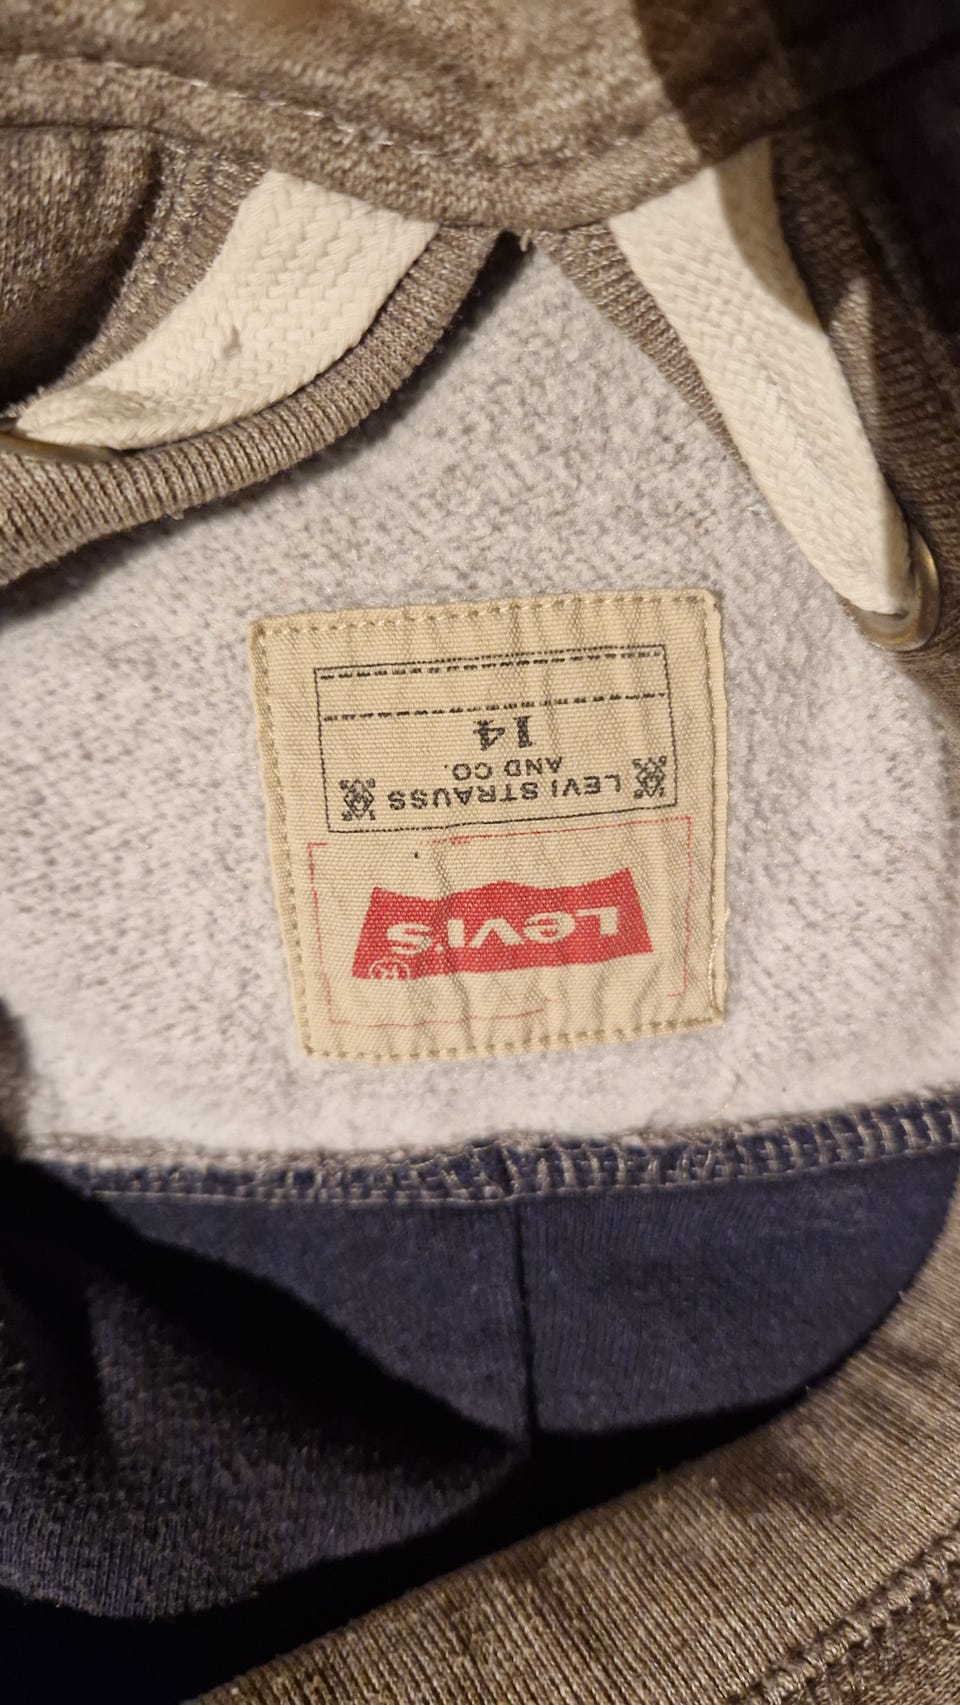 Levi's ®
LEVI STRAUSS
AND CO.
14